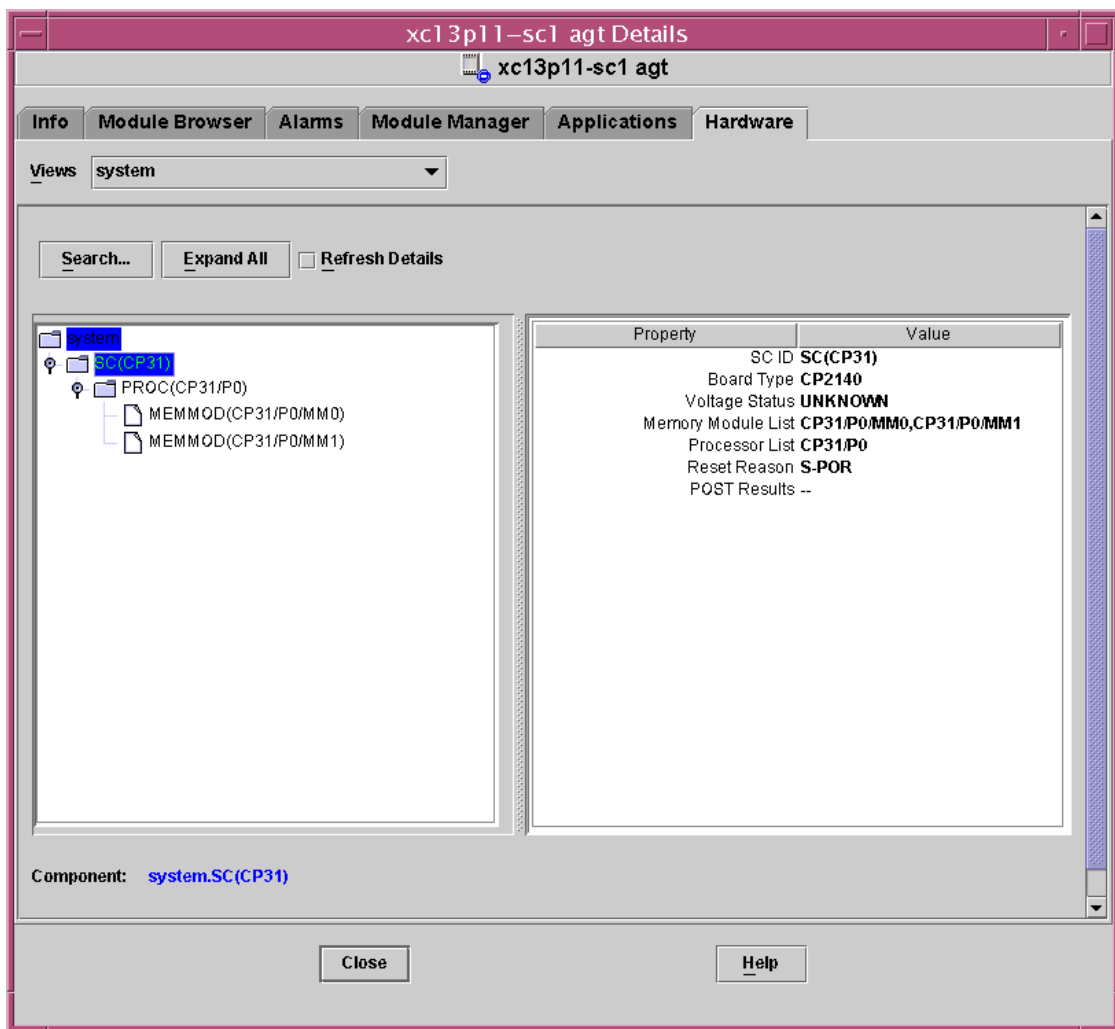 xc13p11-sc1 agt Details
xc13p11-sc1 agt
Info Module Browser Alarms Module Manager Applications Hardware
Views system
Search... Expand All Refresh Details
system
SC(CP31)
PROC(CP31/P0)
MEMMOD(CP31/P0/MM0)
MEMMOD(CP31/P0/MM1)
Property Value
SC ID SC(CP31)
Board Type CP2140
Voltage Status UNKNOWN
Memory Module List CP31/P0/MM0,CP31/P0/MM1
Processor List CP31/P0
Reset Reason S-POR
POST Results --
Component: system.SC(CP31)
Close Help